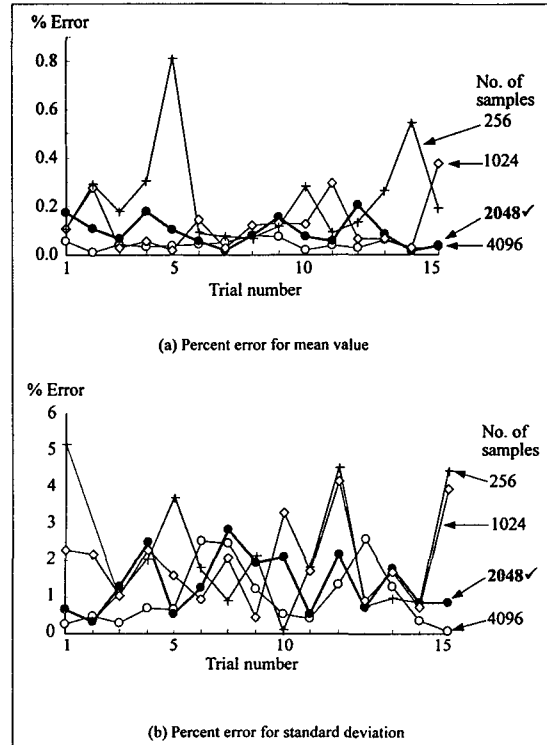 % Error
0.8
0.6
0.4
0.2
0.0
1
5
10
15
Trial number
No. of
samples
256
1024
2048✓
4096
(a) Percent error for mean value
% Error
6
5
4
3
2
1
0
1
5
10
15
Trial number
No. of
samples
256
1024
2048✓
4096
(b) Percent error for standard deviation